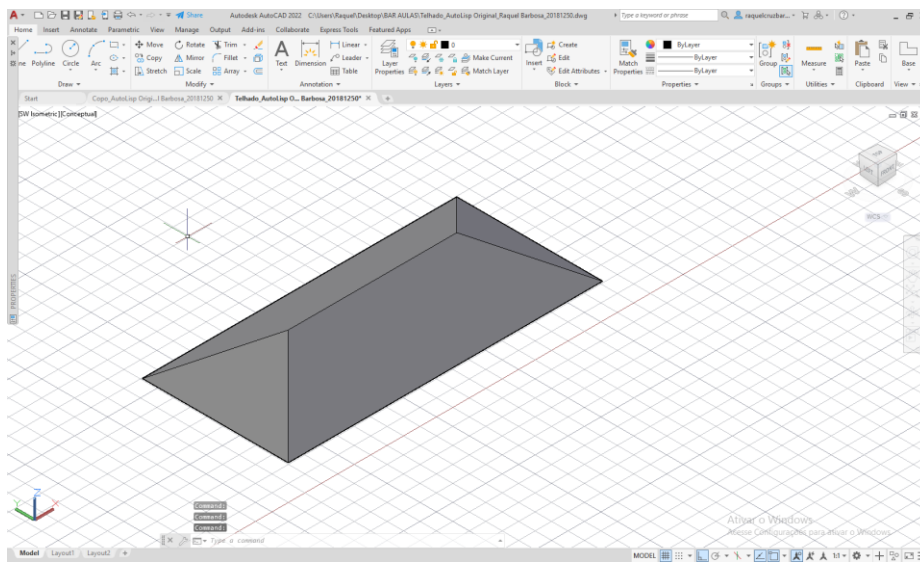 Share
Autodesk AutoCAD 2022 C:\Users\Raquel\Desktop\BAR AULAS\Telhado_AutoLisp Original_Raquel Barbosa_20181250.dwg
Type a keyword or phrase
raquelcruzbar...
Home Insert Annotate Parametric View Manage Output Add-ins Collaborate Express Tools Featured Apps
Move Rotate Trim Linear 0 Create ByLayer
ne Polyline Circle Arc Copy Mirror Fillet Text Dimension Leader Layer Properties Make Current Insert Edit Match Properties ByLayer Group Measure Paste Base
Stretch Scale Array Table Match Layer Edit Attributes ByLayer
Draw Modify Annotation Layers Block Properties Groups Utilities Clipboard View
Start Copo_AutoLisp Origi...l Barbosa_20181250 Telhado_AutoLisp O... Barbosa_20181250*
[SW Isometric][Conceptual]
WCS
PROPERTIES
Z
X
Command:
Command:
Command:
Type a command
Ativar o Windows
Acesse Configurações para ativar o Windows.
Model Layout1 Layout2 + MODEL 1:1